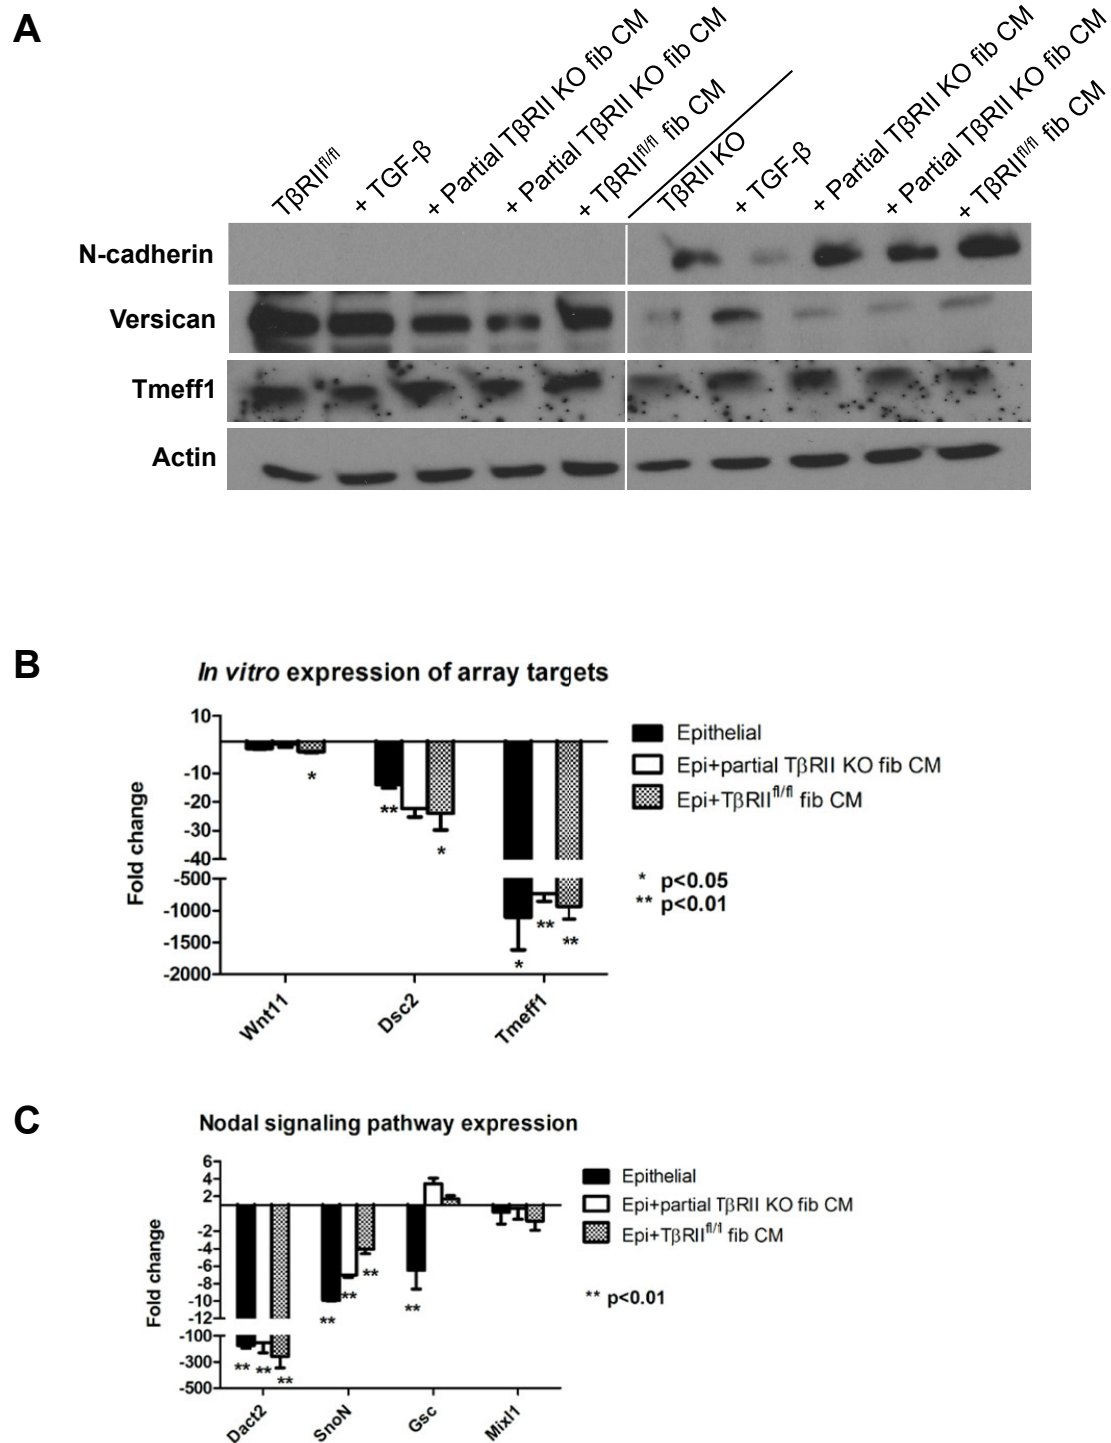 A
TβRIIfl/fl
+ TGF-β
+ Partial TβRII KO fib CM
+ Partial TβRII KO fib CM
+ TβRIIfl/fl fib CM
TβRII KO
+ TGF-β
+ Partial TβRII KO fib CM
+ Partial TβRII KO fib CM
+ TβRIIfl/fl fib CM
N-cadherin
Versican
Tmeff1
Actin
B
In vitro expression of array targets
Fold change
10
-10
-20
-30
-40
-500
-1000
-1500
-2000
*
**
*
*
**
**
Wnt11
Dsc2
Tmeff1
Epithelial
Epi+partial TβRII KO fib CM
Epi+TβRIIfl/fl fib CM
* p<0.05
** p<0.01
C
Nodal signaling pathway expression
Fold change
6
4
2
-2
-4
-6
-8
-10
-12
-100
-300
-500
**
**
**
**
**
**
**
Dact2
SnoN
Gsc
Mixl1
Epithelial
Epi+partial TβRII KO fib CM
Epi+TβRIIfl/fl fib CM
** p<0.01